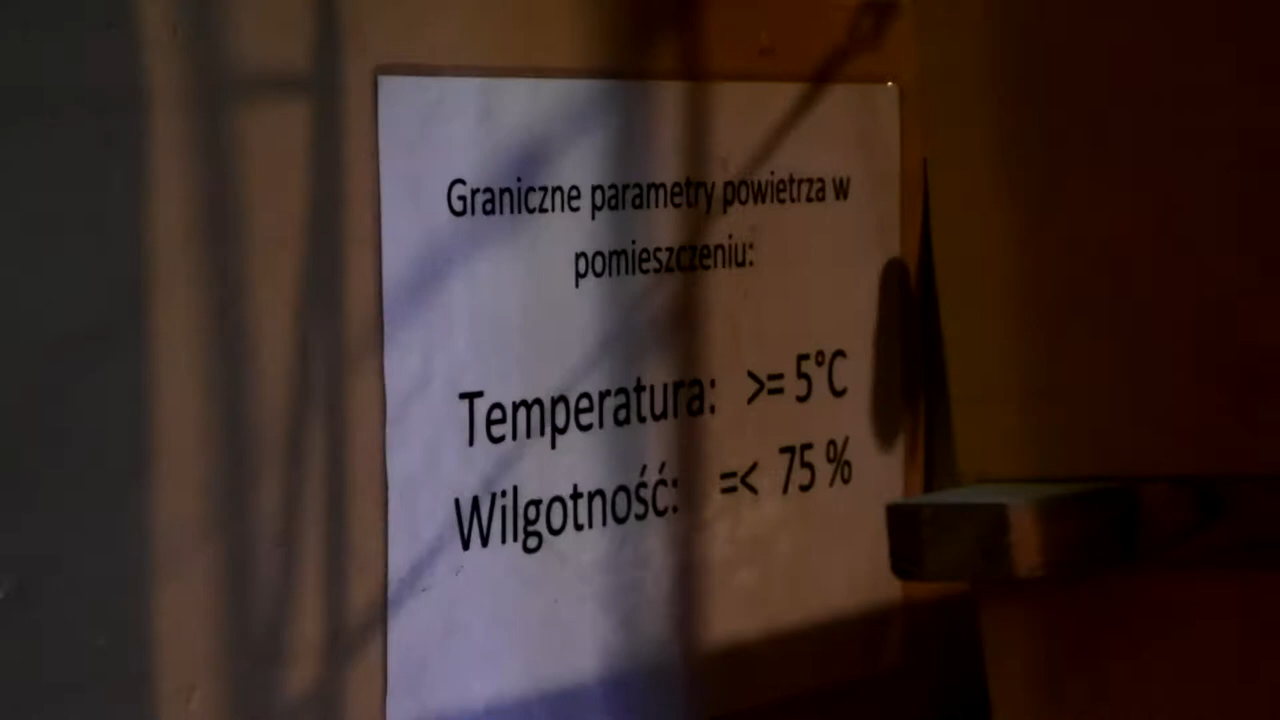 Graniczne parametry powietrza w
pomieszczeniu:
Temperatura: >= 5°C
Wilgotność: =< 75 %